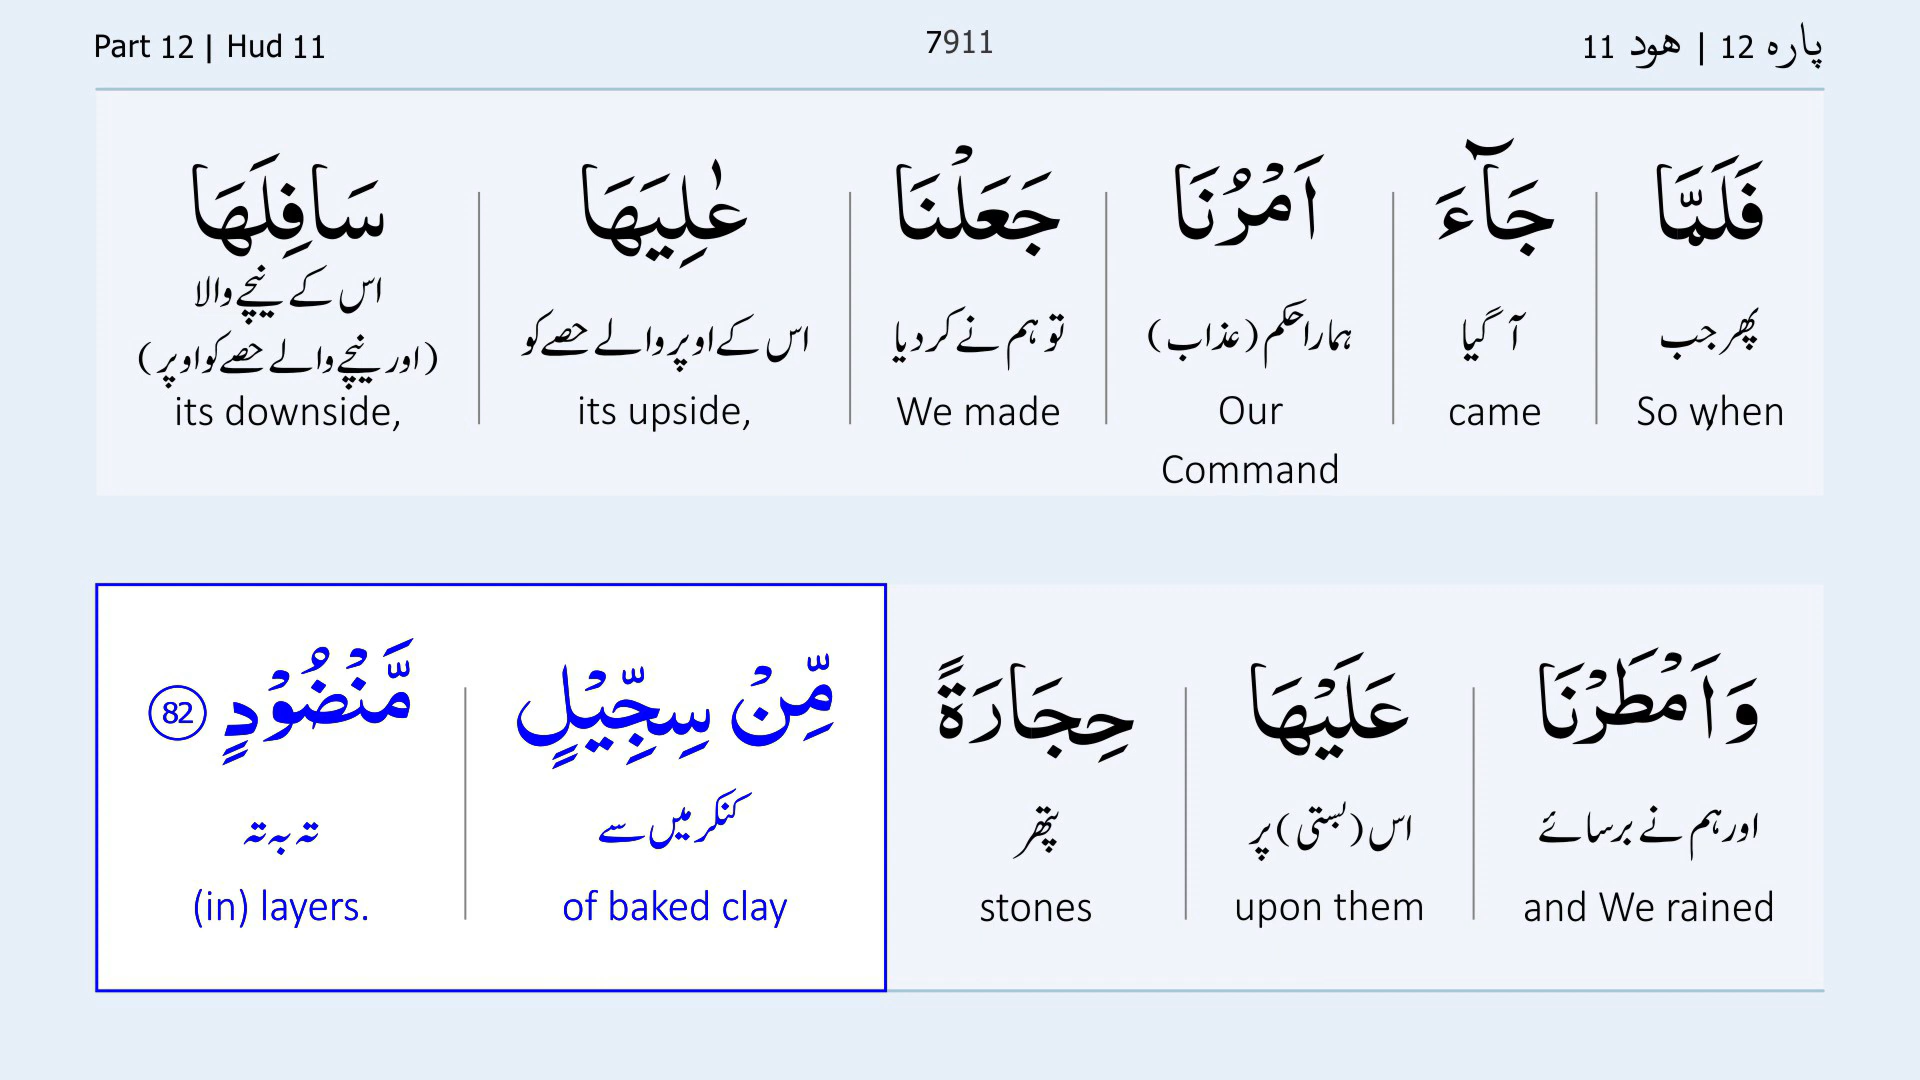 Part 12 | Hud 11
7911
پارہ 12 | ھود 11
فَلَمَّا جَآءَ اَمْرُنَا جَعَلْنَا عٰلِیَهَا سَافِلَهَا
پھر جب آ گیا ہمارا حکم (عذاب) تو ہم نے کر دیا اس کے اوپر والے حصے کو اس کے نیچے والا
(اور نیچے والے حصے کو اوپر)
So when came Our We made its upside, its downside,
Command
وَاَمْطَرْنَا عَلَیْهَا حِجَارَةً مِّنْ سِجِّیْلٍ مَّنْضُوْدٍ 82
اور ہم نے برسائے اس (بستی) پر پتھر کنکر میں سے تہ بہ تہ
and We rained upon them stones of baked clay (in) layers.